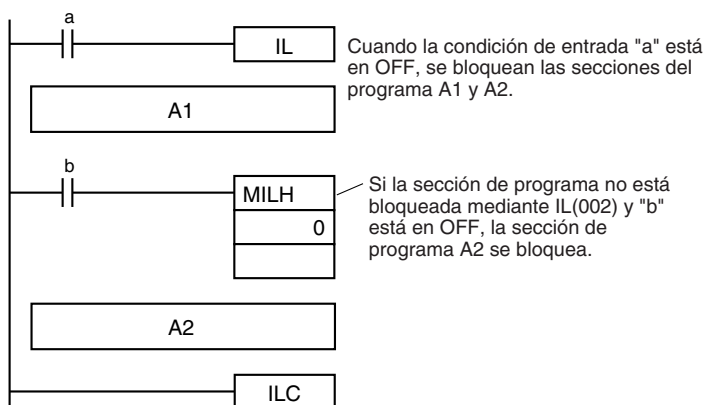 a
IL
Cuando la condición de entrada "a" está
en OFF, se bloquean las secciones del
programa A1 y A2.
A1
b
MILH
0
Si la sección de programa no está
bloqueada mediante IL(002) y "b"
está en OFF, la sección de
programa A2 se bloquea.
A2
ILC